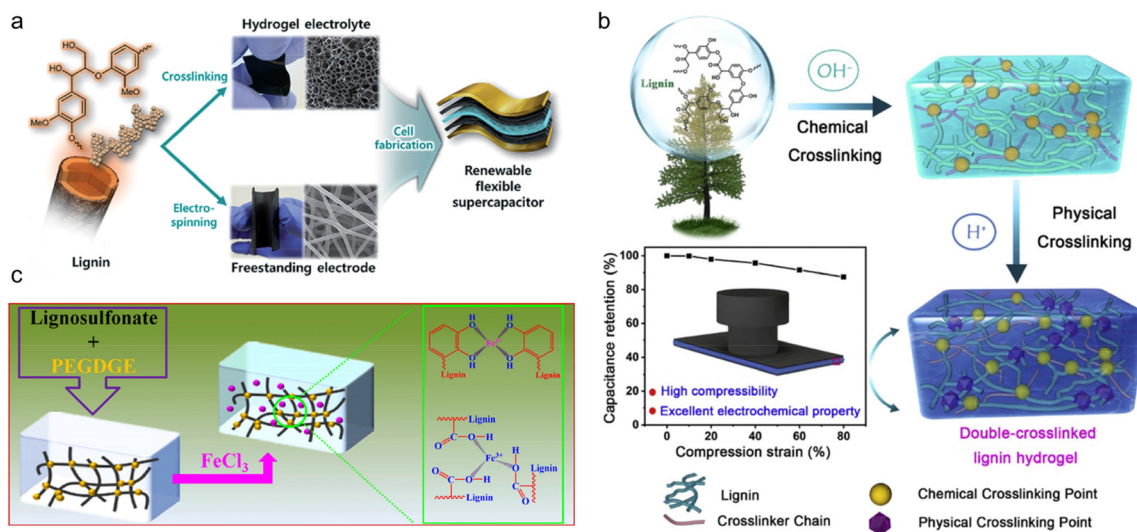 a
Hydrogel electrolyte
HO
HO
O
MeO
Crosslinking
MeO
O
Cell
fabrication
Renewable
flexible
supercapacitor
Electro-
spinning
Lignin
Freestanding electrode
b
Lignin
OH⁻
Chemical
Crosslinking
H⁺
Physical
Crosslinking
Capacitance retention (%)
100
80
60
40
20
0
High compressibility
Excellent electrochemical property
0 20 40 60 80
Compression strain (%)
Double-crosslinked
lignin hydrogel
Lignin
Crosslinker Chain
Chemical Crosslinking Point
Physical Crosslinking Point
c
Lignosulfonate
+
PEGDGE
FeCl₃
H H
O O
O O
H H
Lignin Lignin
Lignin
C O H
O
Fe³⁺
H
O
C
O
Lignin
H
O
C
O
Lignin